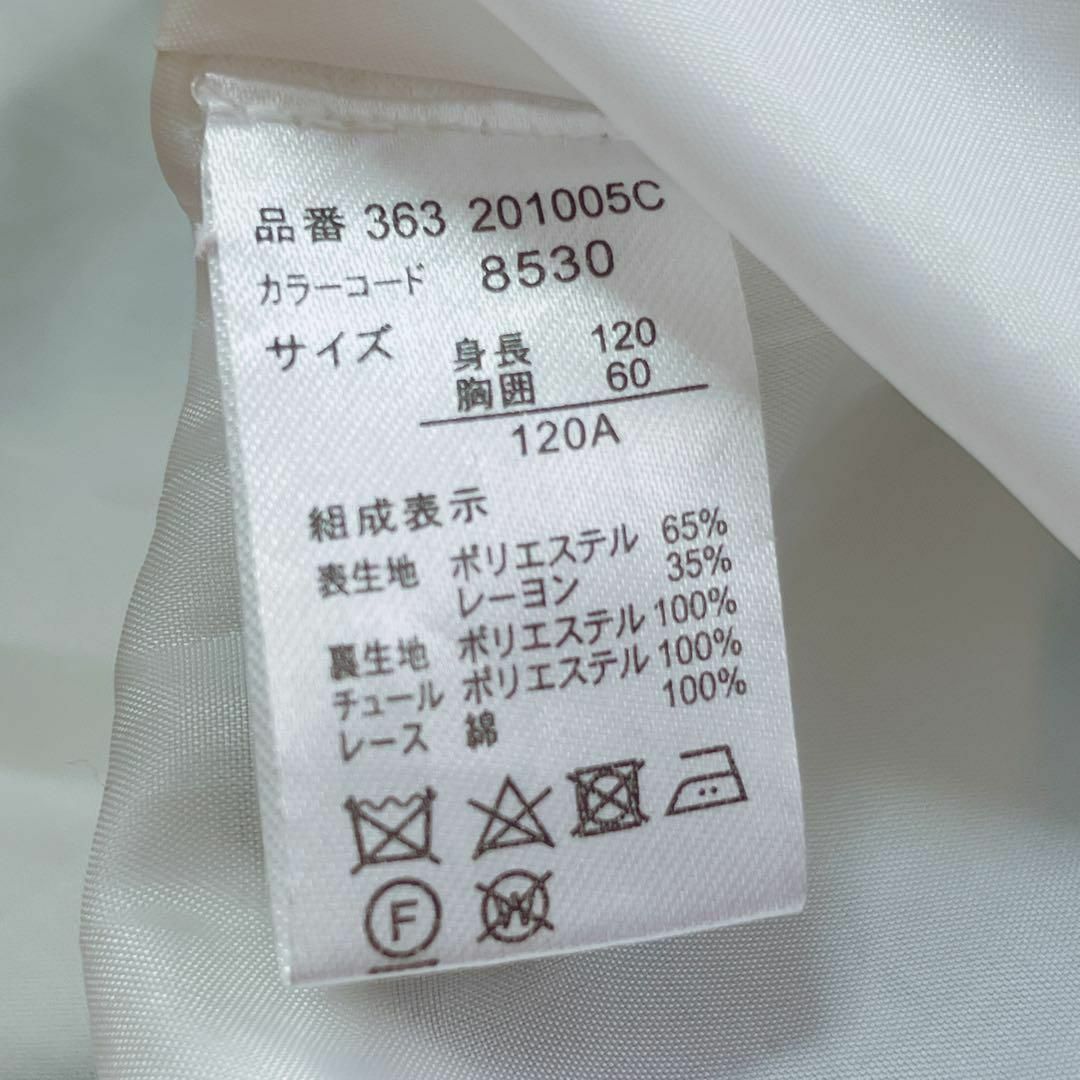 品番 363 201005C
カラーコード 8530
サイズ 身長 120
胸囲 60
120A
組成表示
表生地 ポリエステル 65%
レーヨン 35%
裏生地 ポリエステル 100%
チュール ポリエステル 100%
レース 綿 100%
F W